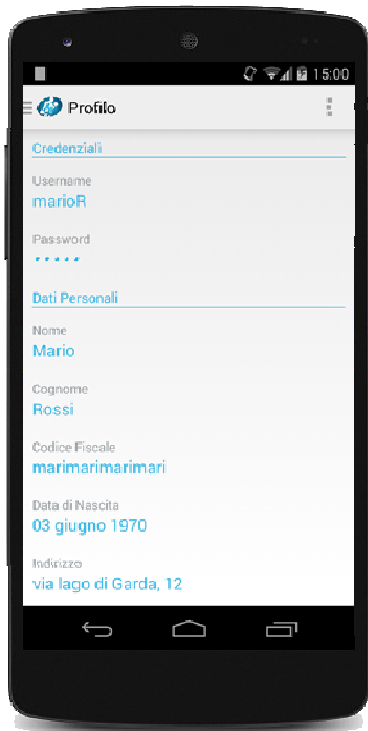 15:00
Profilo
Credenziali
Username
marioR
Password
•••••
Dati Personali
Nome
Mario
Cognome
Rossi
Codice Fiscale
marimarimarimari
Data di Nascita
03 giugno 1970
Indirizzo
via lago di Garda, 12